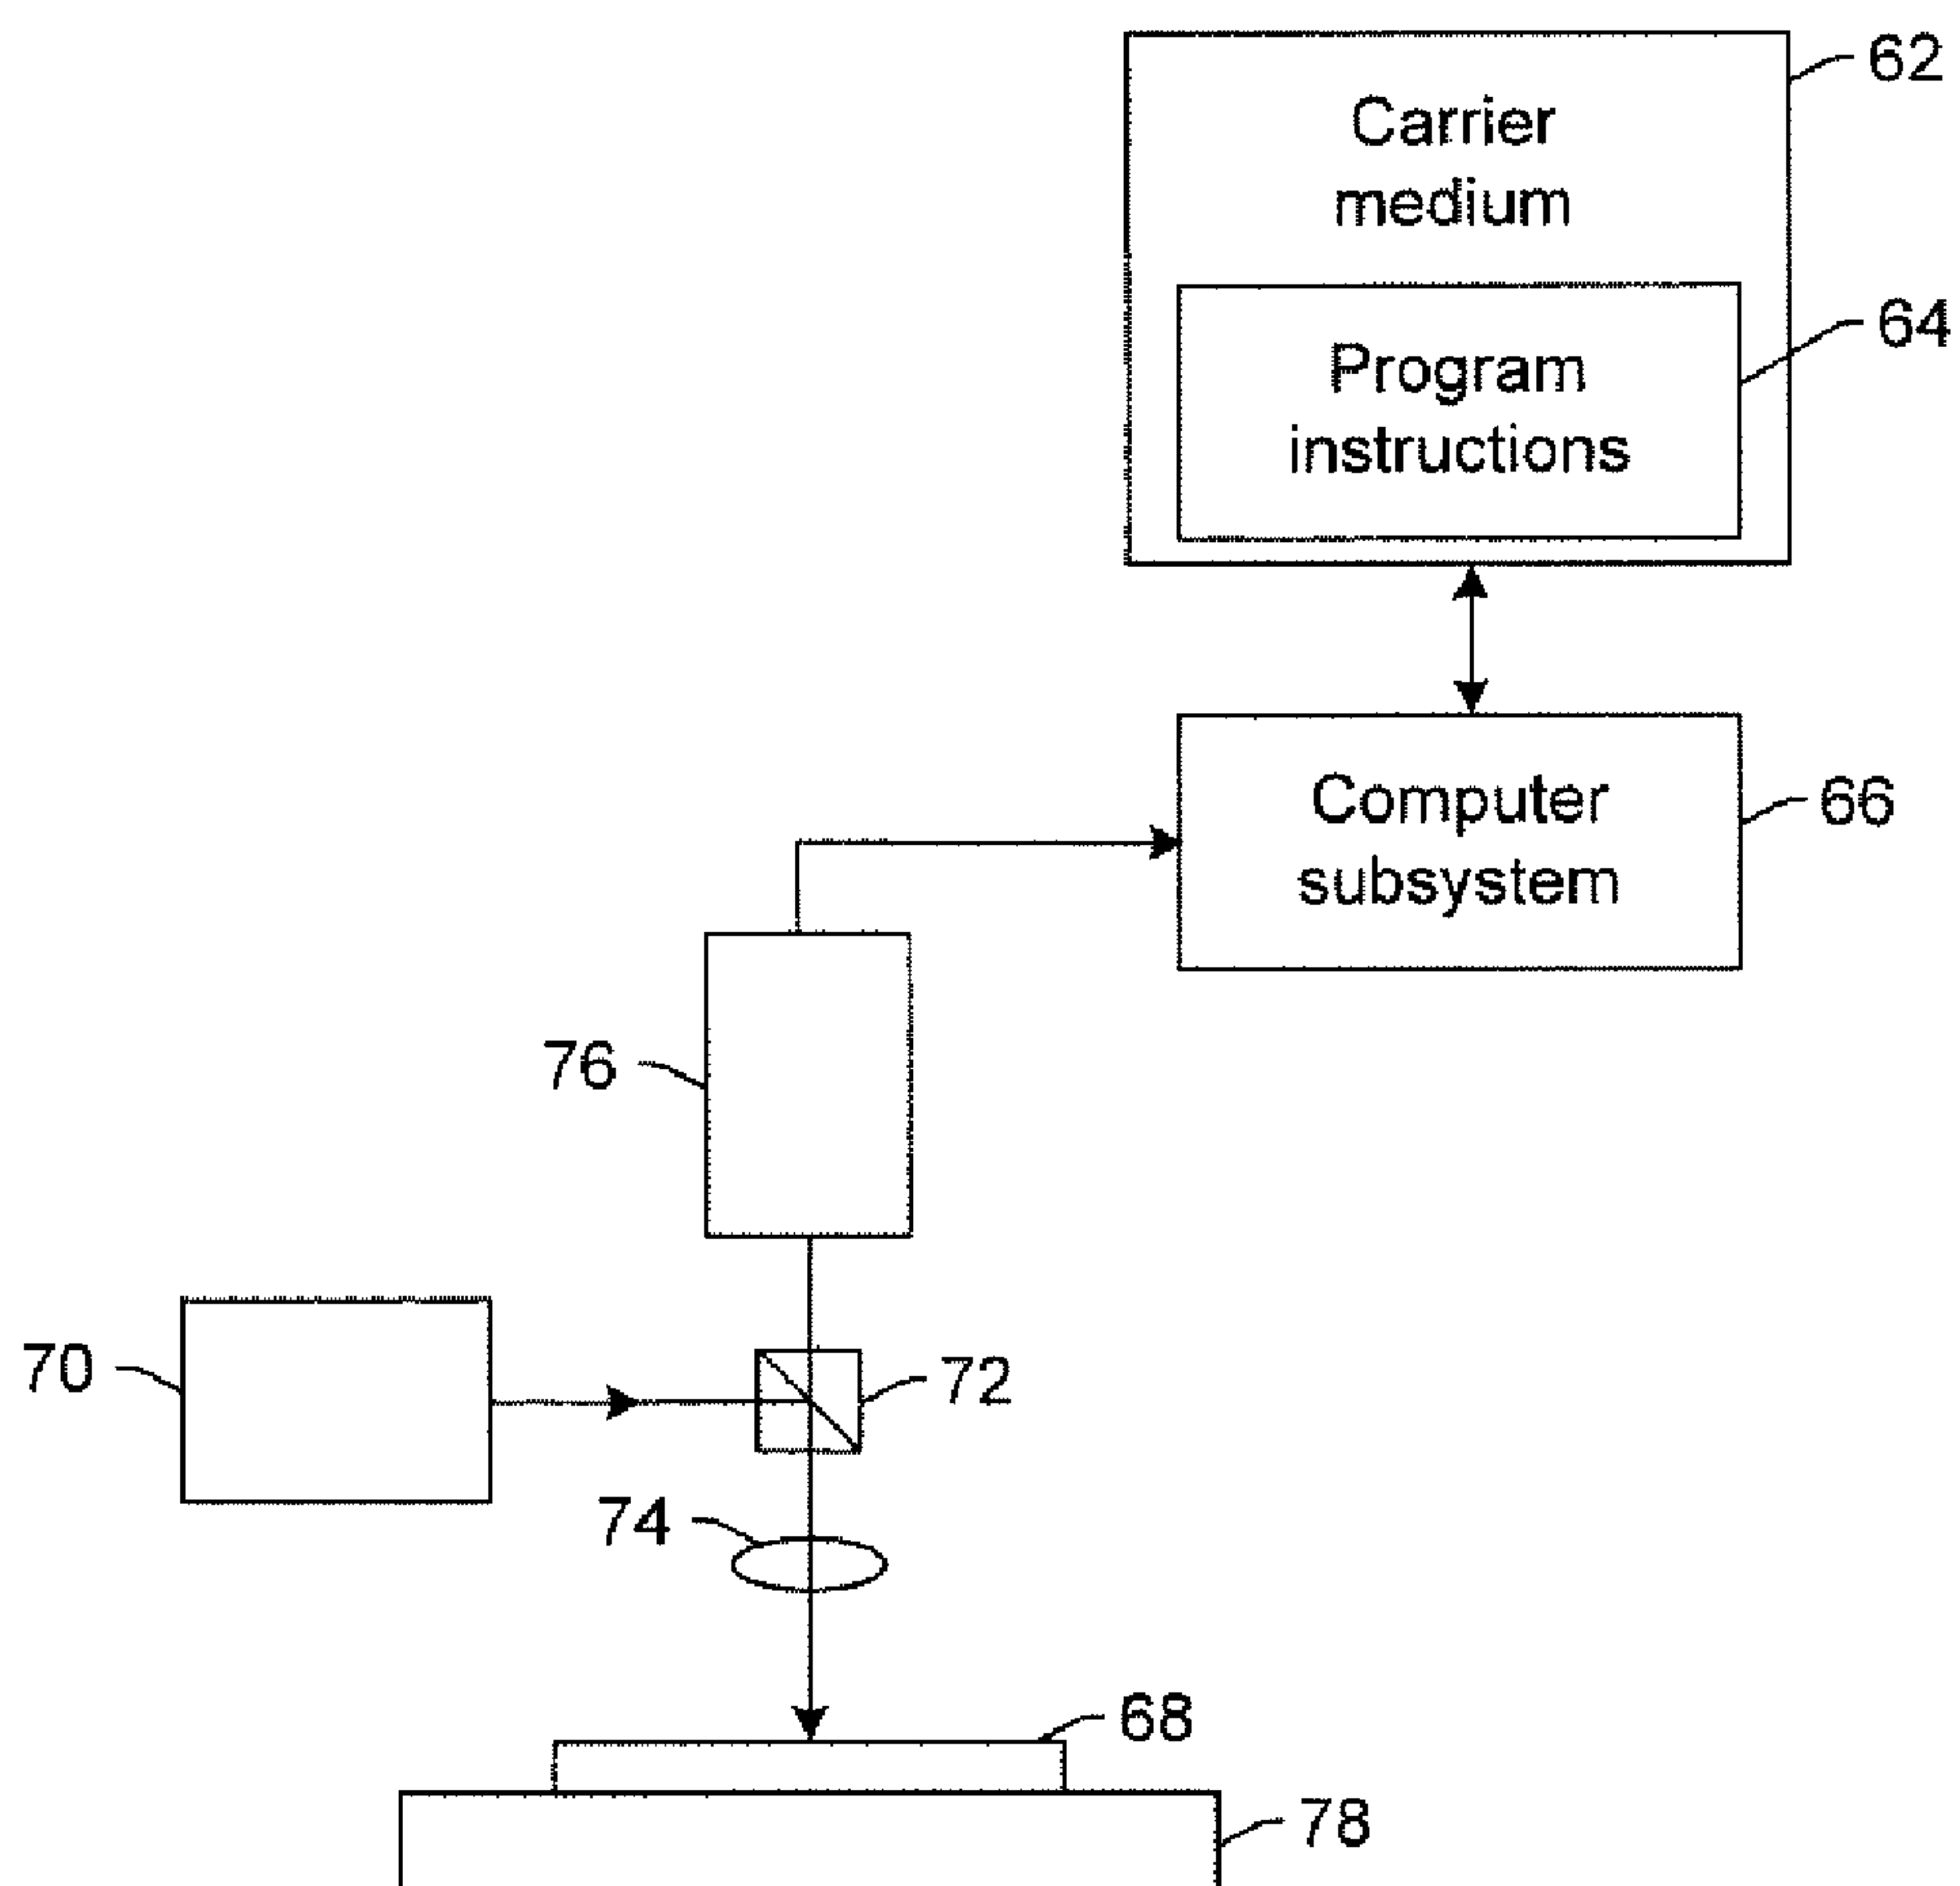 62
Carrier
medium
64
Program
instructions
Computer
66
subsystem
76
70
72
74
68
78